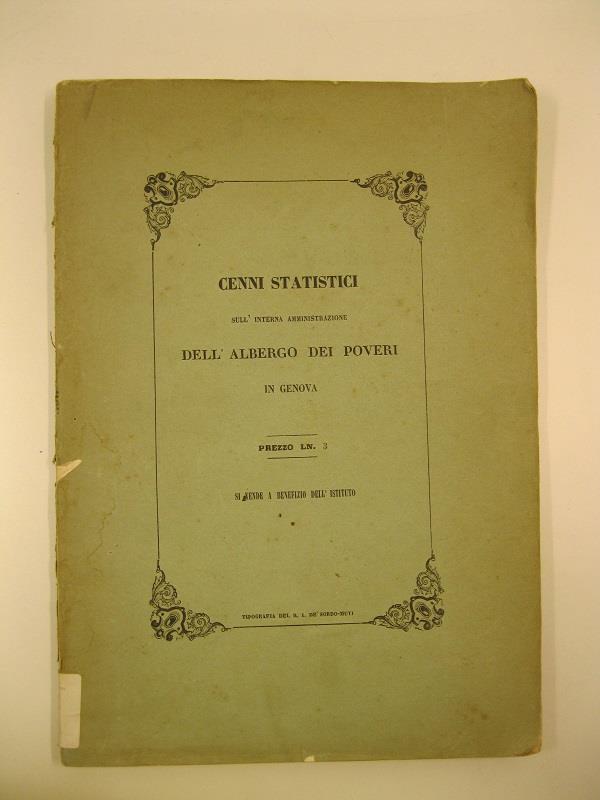 CENNI STATISTICI
SULL' INTERNA AMMINISTRAZIONE
DELL' ALBERGO DEI POVERI
IN GENOVA
PREZZO LN. 3
SI VENDE A BENEFIZIO DELL' ISTITUTO
TIPOGRAFIA DEL R. I. DE' SORDO-MUTI